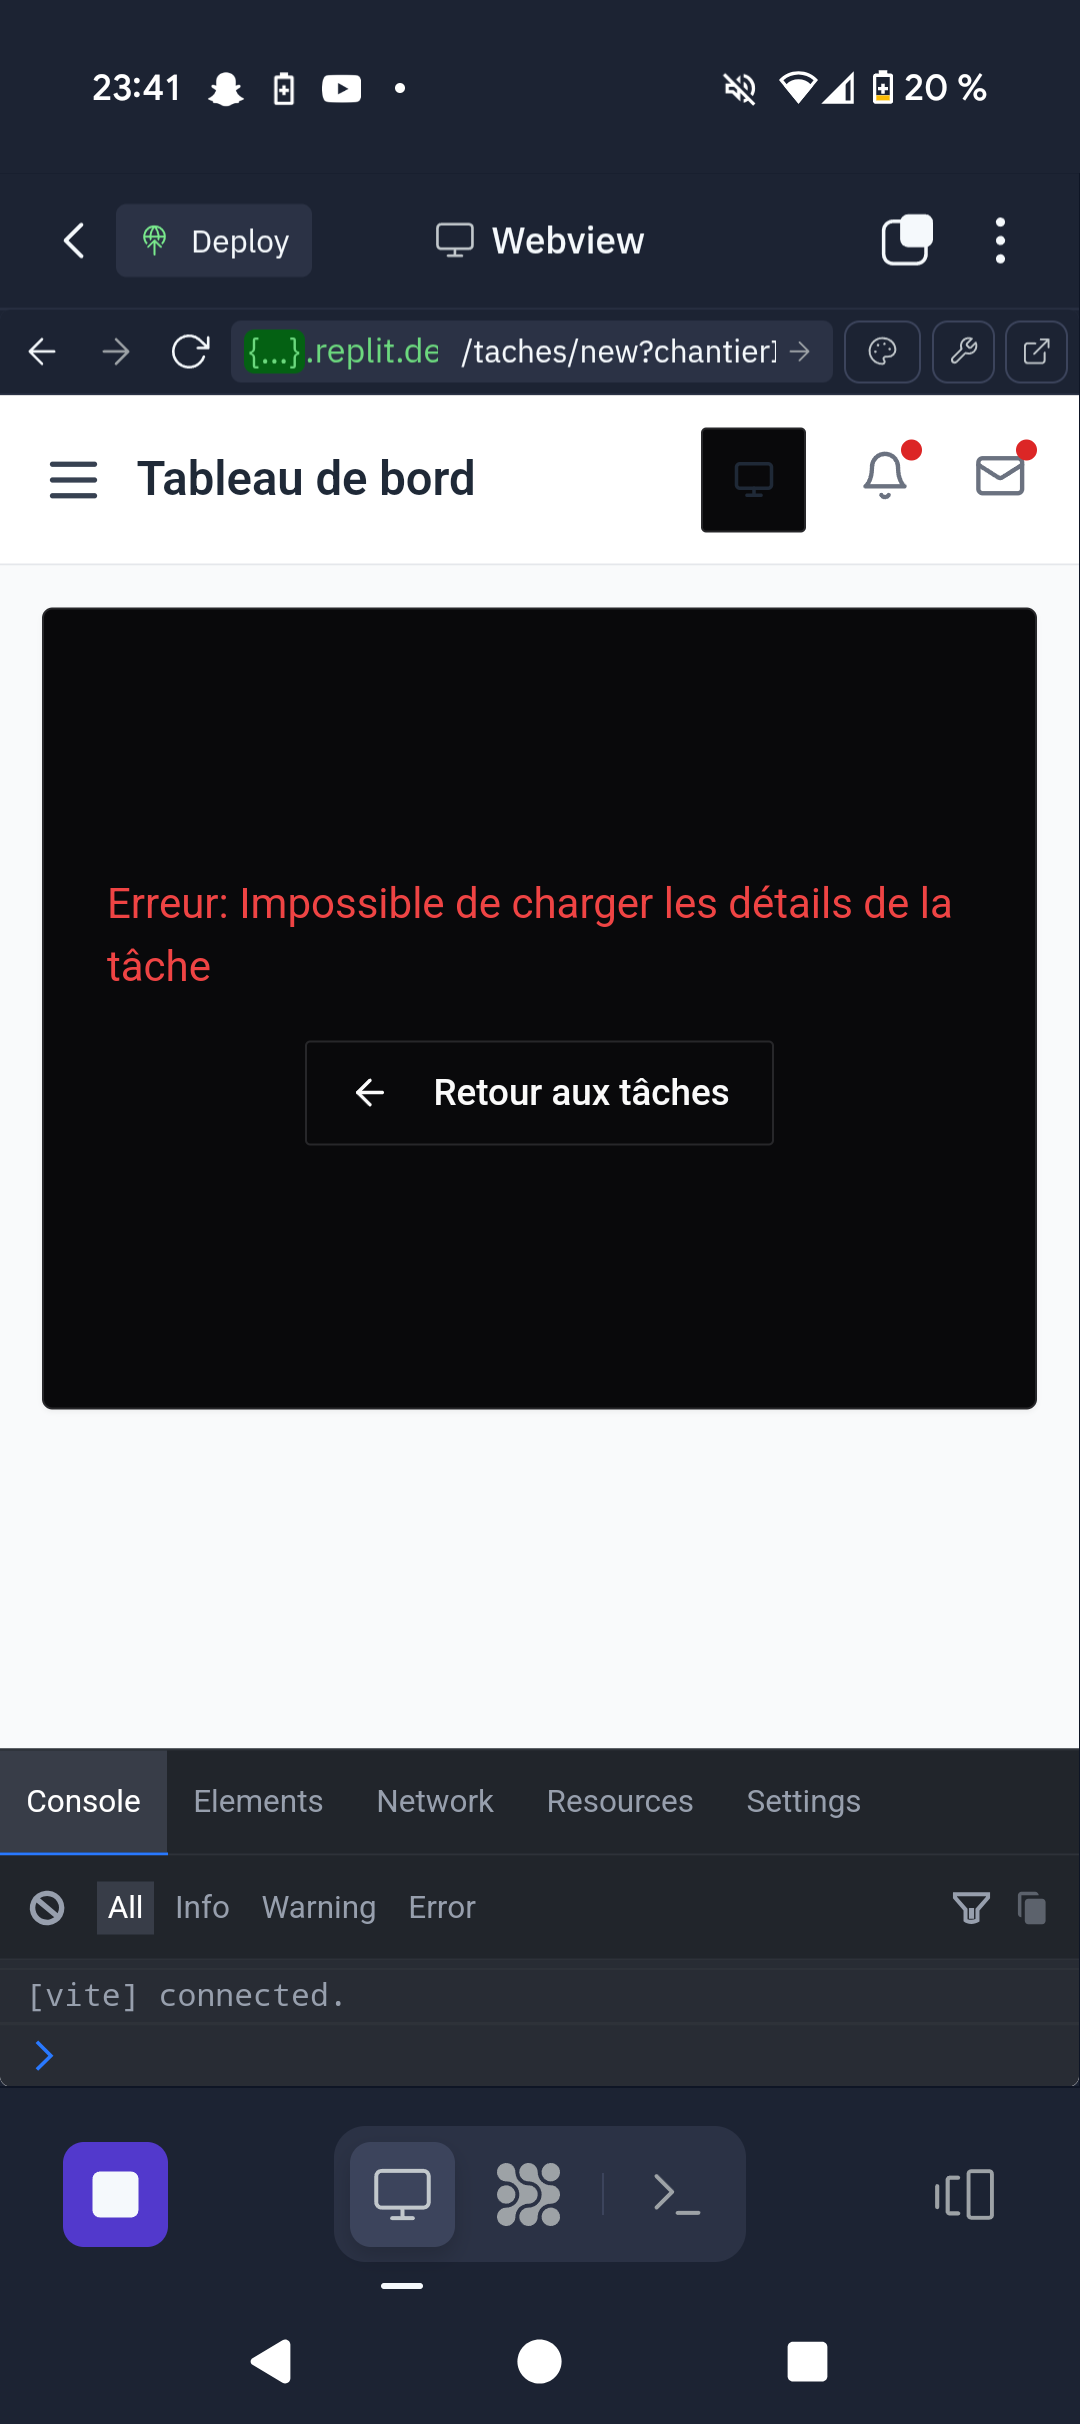 23:41
20 %
Deploy
Webview
{...}.replit.de /taches/new?chantierI
Tableau de bord
Erreur: Impossible de charger les détails de la
tâche
Retour aux tâches
Console Elements Network Resources Settings
All Info Warning Error
[vite] connected.